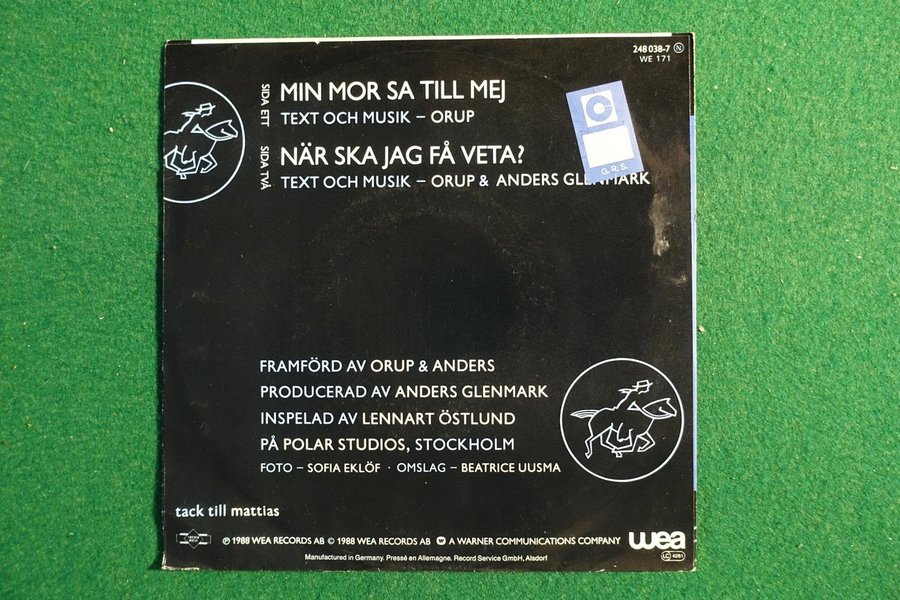 248 038-7 N
WE 171
SIDA ETT
MIN MOR SA TILL MEJ
TEXT OCH MUSIK – ORUP
SIDA TVÅ
NÄR SKA JAG FÅ VETA?
TEXT OCH MUSIK – ORUP & ANDERS GLENMARK
C
G.R.S.
FRAMFÖRD AV ORUP & ANDERS
PRODUCERAD AV ANDERS GLENMARK
INSPELAD AV LENNART ÖSTLUND
PÅ POLAR STUDIOS, STOCKHOLM
FOTO – SOFIA EKLÖF · OMSLAG – BEATRICE UUSMA
tack till mattias
℗ 1988 WEA RECORDS AB © 1988 WEA RECORDS AB A WARNER COMMUNICATIONS COMPANY
wea
Manufactured in Germany. Pressé en Allemagne. Record Service GmbH, Alsdorf
LC 4281